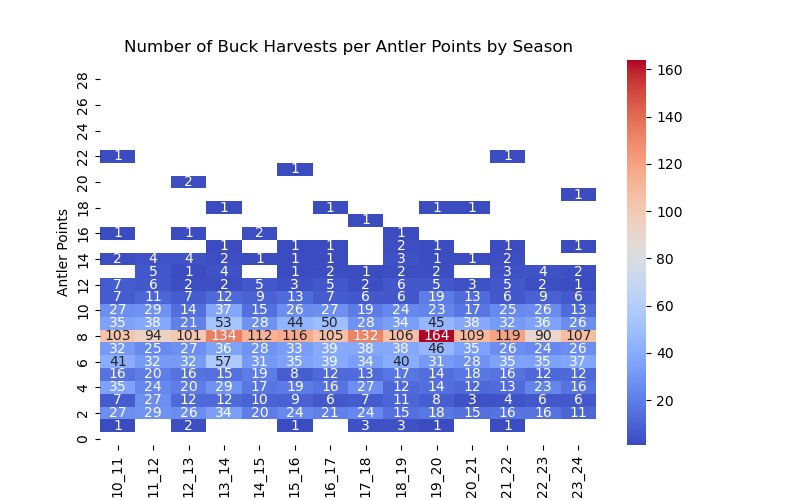 Number of Buck Harvests per Antler Points by Season
Antler Points
28
26
24
22 1 1
1
20 2
1
18 1 1 1 1
1
16 1 1 2 1
1 1 1 2 1 1 1
14 2 4 4 2 1 1 1 3 1 1 2
5 1 4 1 2 1 2 2 3 4 2
12 7 6 2 2 5 3 5 2 6 5 3 5 2 1
7 11 7 12 9 13 7 6 6 19 13 6 9 6
10 27 29 14 37 15 26 27 19 24 23 17 25 26 13
35 38 21 53 28 44 50 28 34 45 38 32 36 26
8 103 94 101 134 112 116 105 132 106 164 109 119 90 107
32 25 27 36 28 33 39 38 38 46 35 26 24 26
6 41 32 32 57 31 35 39 34 40 31 28 35 35 37
16 20 16 15 19 8 12 13 17 14 18 16 12 12
4 35 24 20 29 17 19 16 27 12 14 12 13 23 16
7 27 12 12 10 9 6 7 11 8 3 4 6 6
2 27 29 26 34 20 24 21 24 15 18 15 16 16 11
1 2 1 3 3 1 1
0
10_11 11_12 12_13 13_14 14_15 15_16 16_17 17_18 18_19 19_20 20_21 21_22 22_23 23_24
160
140
120
100
80
60
40
20